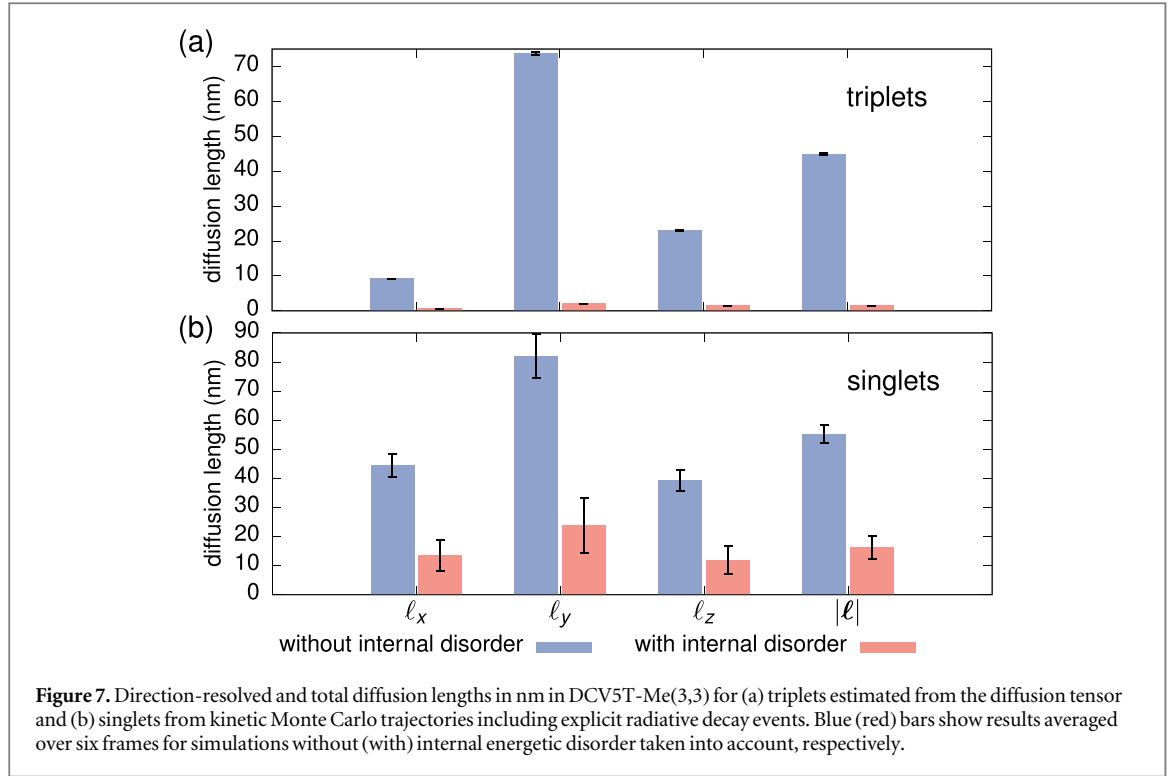 (a)
diffusion length (nm)
70
60
50
40
30
20
10
0
triplets
(b)
diffusion length (nm)
90
80
70
60
50
40
30
20
10
0
singlets
ℓx ℓy ℓz |ℓ|
without internal disorder with internal disorder
Figure 7. Direction-resolved and total diffusion lengths in nm in DCV5T-Me(3,3) for (a) triplets estimated from the diffusion tensor
and (b) singlets from kinetic Monte Carlo trajectories including explicit radiative decay events. Blue (red) bars show results averaged
over six frames for simulations without (with) internal energetic disorder taken into account, respectively.